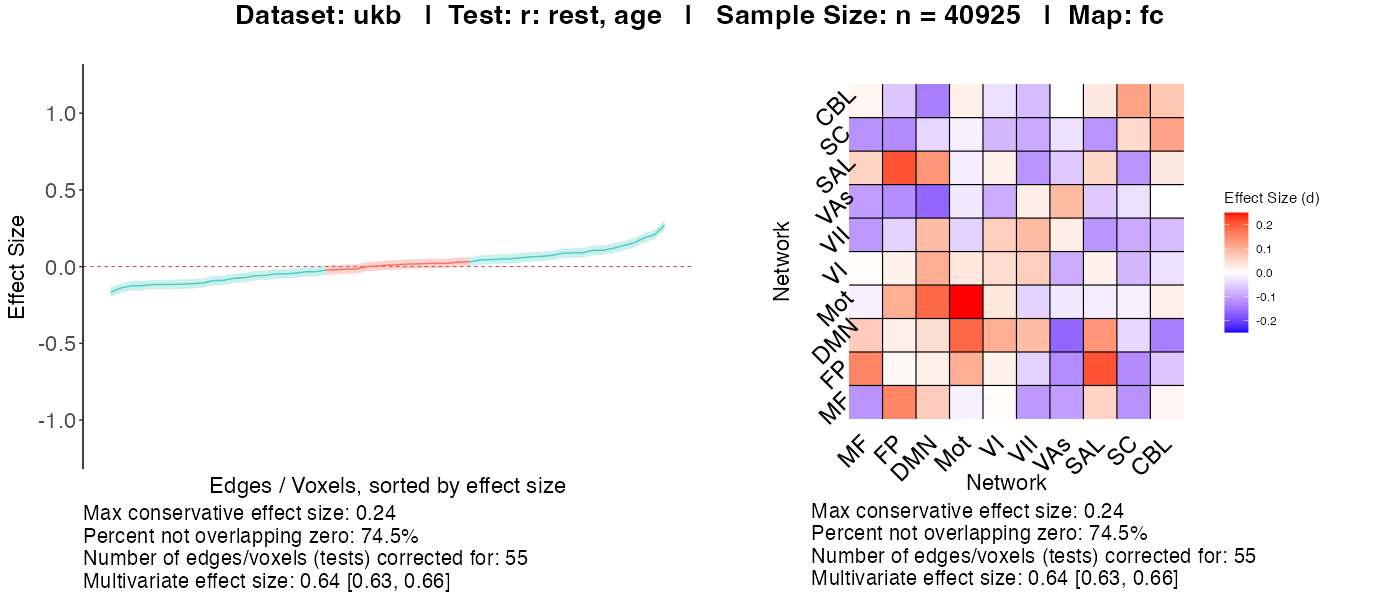 Dataset: ukb | Test: r: rest, age | Sample Size: n = 40925 | Map: fc
Effect Size
1.0
0.5
0.0
-0.5
-1.0
Edges / Voxels, sorted by effect size
Max conservative effect size: 0.24
Percent not overlapping zero: 74.5%
Number of edges/voxels (tests) corrected for: 55
Multivariate effect size: 0.64 [0.63, 0.66]
Network
CBL
SC
SAL
VAs
VII
VI
Mot
DMN
FP
MF
MF FP DMN Mot VI VII VAs SAL SC CBL
Network
Effect Size (d)
0.2
0.1
0.0
-0.1
-0.2
Max conservative effect size: 0.24
Percent not overlapping zero: 74.5%
Number of edges/voxels (tests) corrected for: 55
Multivariate effect size: 0.64 [0.63, 0.66]